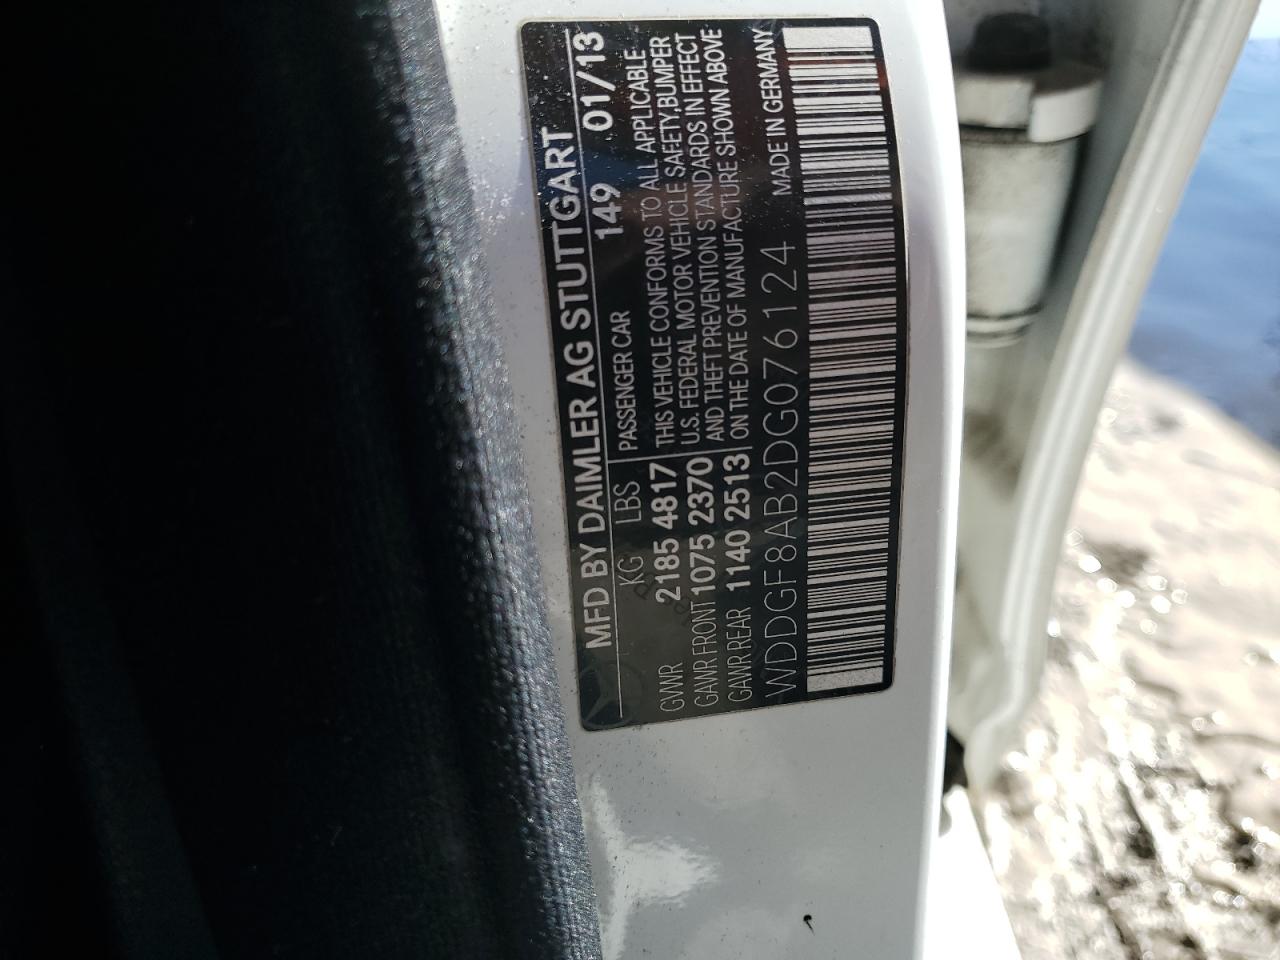 MFD BY DAIMLER AG STUTTGART
KG LBS PASSENGER CAR 149 01/13
GVWR 2185 4817
GAWR FRONT 1075 2370
GAWR REAR 1140 2513
THIS VEHICLE CONFORMS TO ALL APPLICABLE
U.S. FEDERAL MOTOR VEHICLE SAFETY, BUMPER
AND THEFT PREVENTION STANDARDS IN EFFECT
ON THE DATE OF MANUFACTURE SHOWN ABOVE
WDDGF8AB2DG076124 MADE IN GERMANY